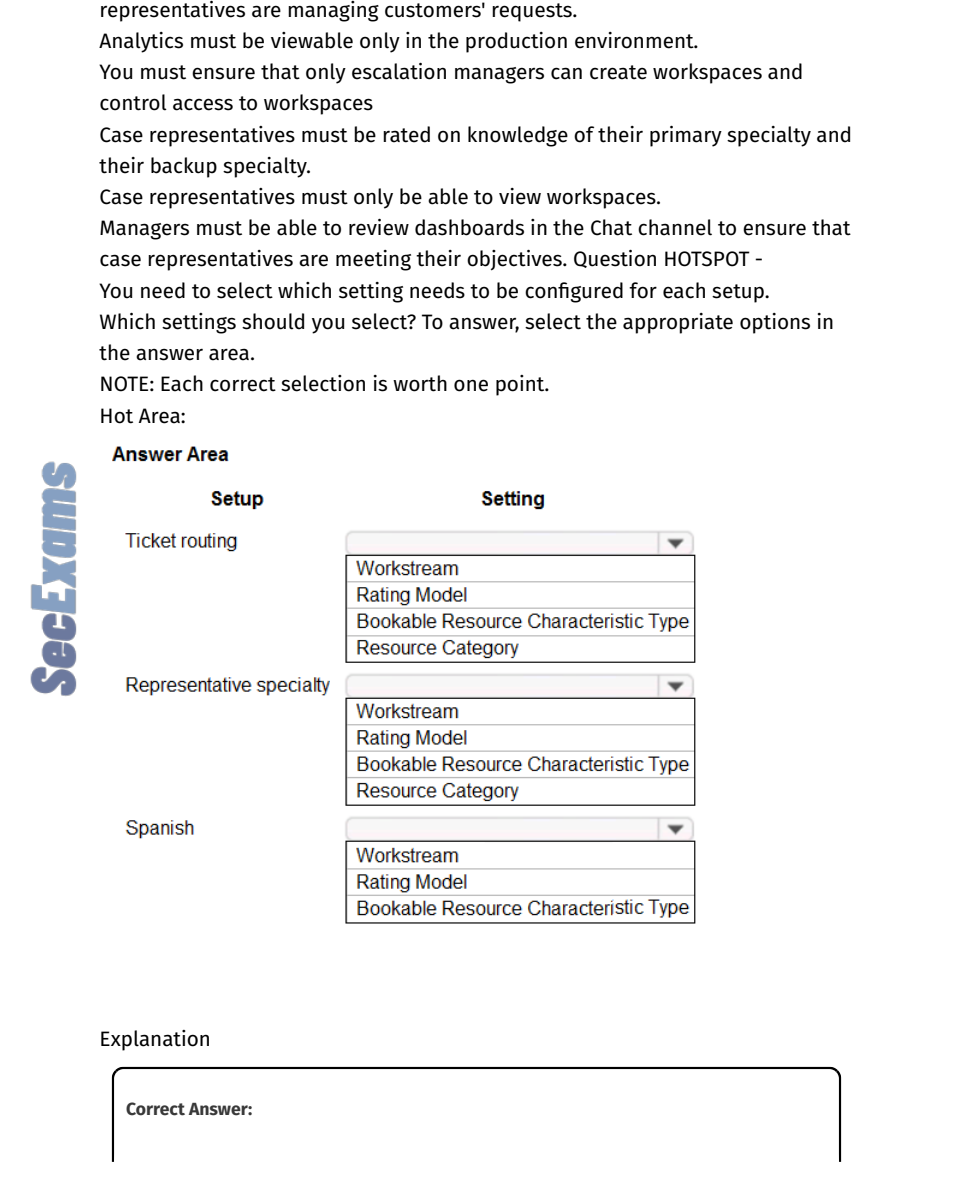 representatives are managing customers' requests.
Analytics must be viewable only in the production environment.
You must ensure that only escalation managers can create workspaces and
control access to workspaces
Case representatives must be rated on knowledge of their primary specialty and
their backup specialty.
Case representatives must only be able to view workspaces.
Managers must be able to review dashboards in the Chat channel to ensure that
case representatives are meeting their objectives. Question HOTSPOT -
You need to select which setting needs to be configured for each setup.
Which settings should you select? To answer, select the appropriate options in
the answer area.
NOTE: Each correct selection is worth one point.
Hot Area:
Answer Area
Setup Setting
Ticket routing
Workstream
Rating Model
Bookable Resource Characteristic Type
Resource Category
Representative specialty
Workstream
Rating Model
Bookable Resource Characteristic Type
Resource Category
Spanish
Workstream
Rating Model
Bookable Resource Characteristic Type
SecExams
Explanation
Correct Answer: